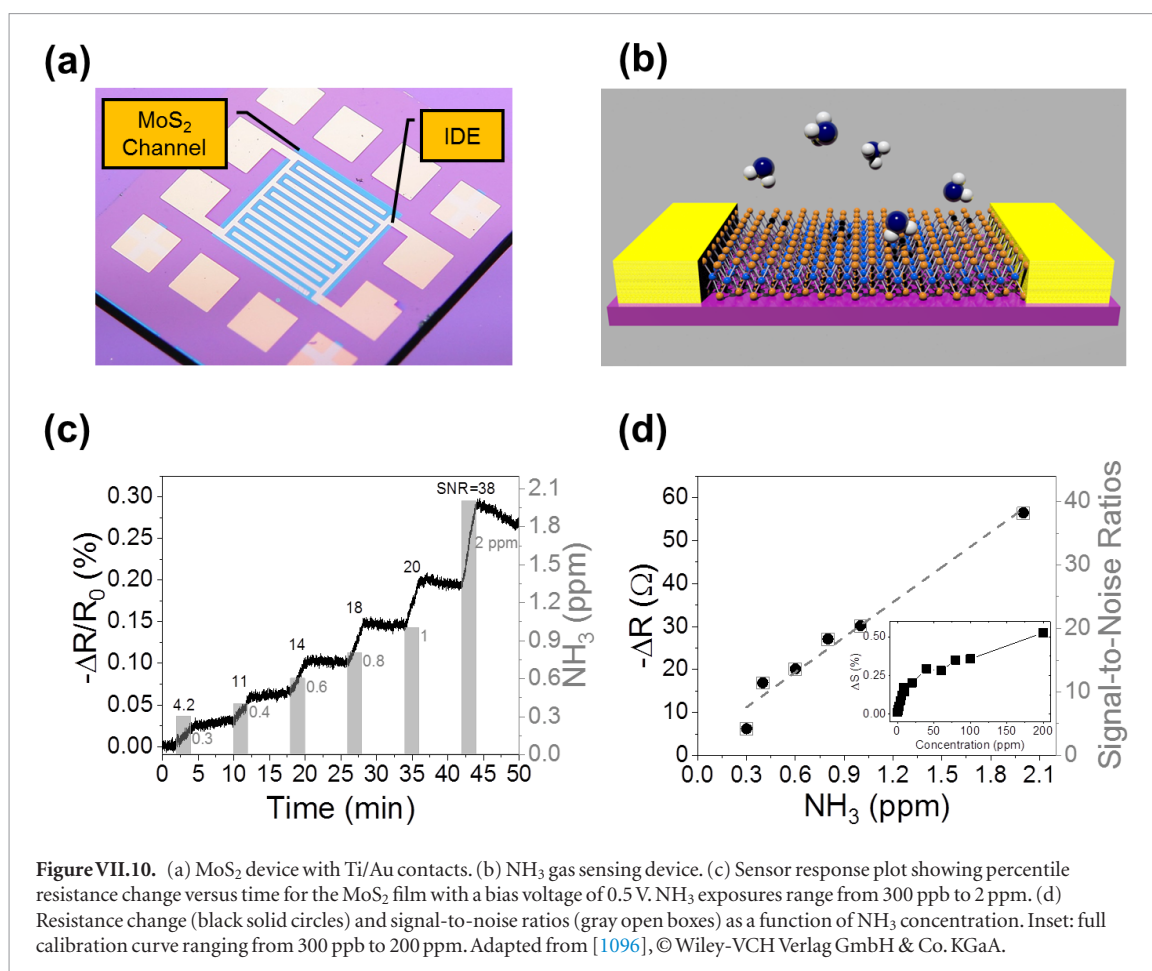 (a)
MoS₂
Channel
IDE
(b)
(c)
-ΔR/R₀ (%)
0.30
0.25
0.20
0.15
0.10
0.05
0.00
4.2
11
14
18
20
SNR=38
0.3
0.4
0.6
0.8
1
2 ppm
2.1
1.8
1.5
1.2
0.9
0.6
0.3
0.0
NH₃ (ppm)
0 5 10 15 20 25 30 35 40 45 50
Time (min)
(d)
-ΔR (Ω)
60
50
40
30
20
10
0
40
30
20
10
0
Signal-to-Noise Ratios
0.0 0.3 0.6 0.9 1.2 1.5 1.8 2.1
NH₃ (ppm)
ΔS (%)
0.50
0.25
0.00
0 50 100 150 200
Concentration (ppm)
Figure VII.10. (a) MoS₂ device with Ti/Au contacts. (b) NH₃ gas sensing device. (c) Sensor response plot showing percentile
resistance change versus time for the MoS₂ film with a bias voltage of 0.5 V. NH₃ exposures range from 300 ppb to 2 ppm. (d)
Resistance change (black solid circles) and signal-to-noise ratios (gray open boxes) as a function of NH₃ concentration. Inset: full
calibration curve ranging from 300 ppb to 200 ppm. Adapted from [1096], © Wiley-VCH Verlag GmbH & Co. KGaA.